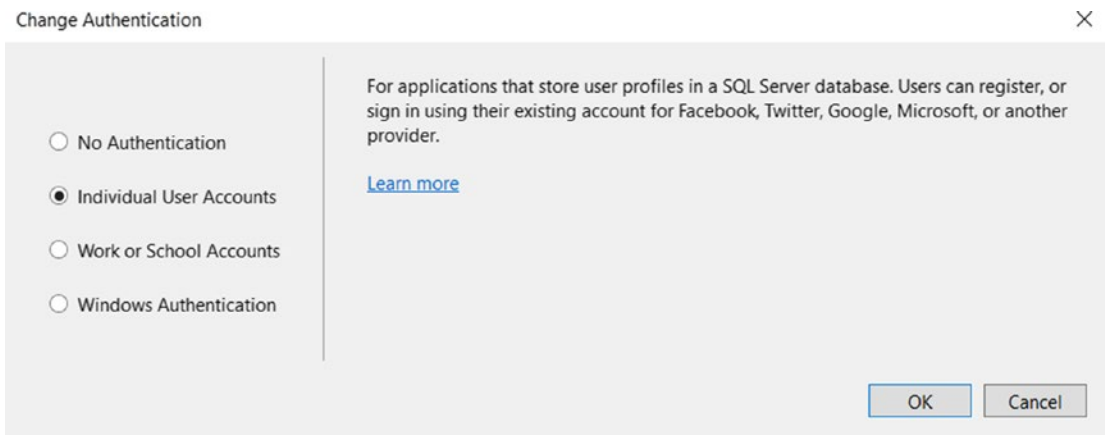 Change Authentication
No Authentication
Individual User Accounts
Work or School Accounts
Windows Authentication
For applications that store user profiles in a SQL Server database. Users can register, or
sign in using their existing account for Facebook, Twitter, Google, Microsoft, or another
provider.
Learn more
OK
Cancel